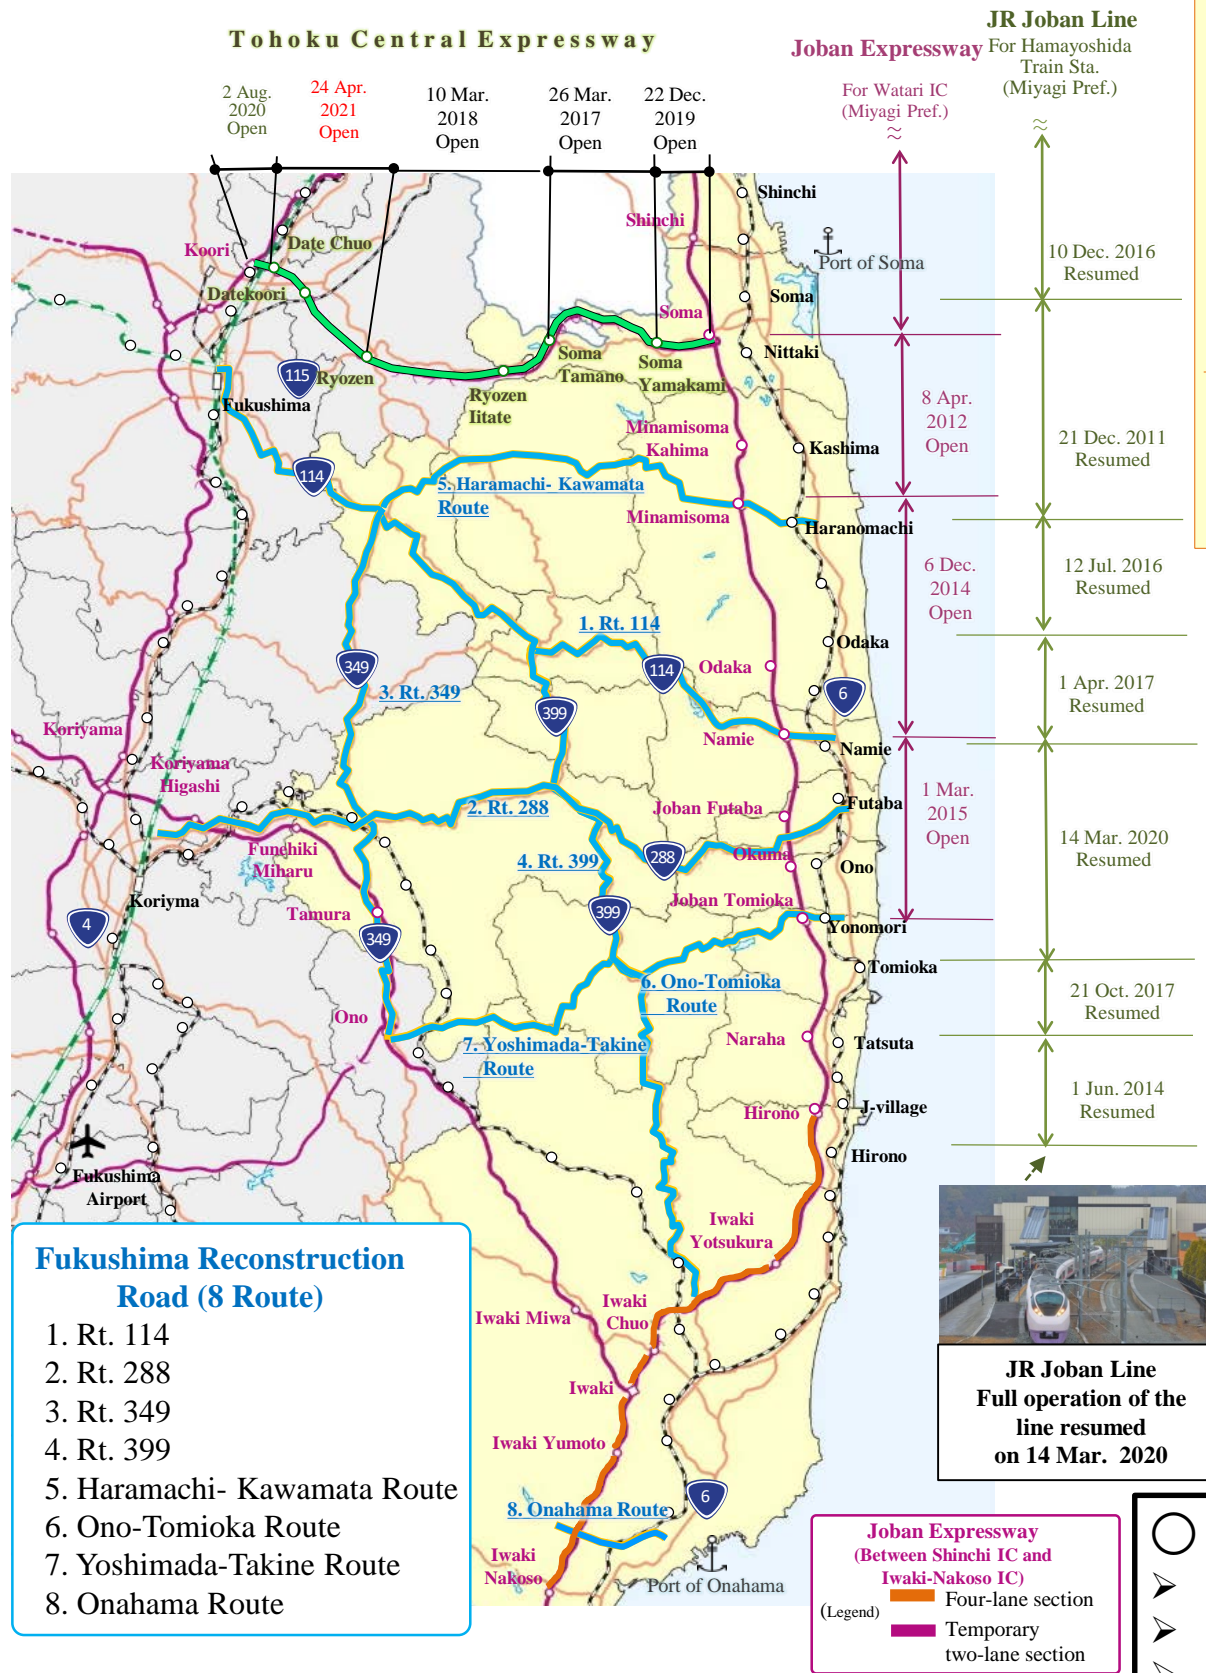 Tohoku Central Expressway
JR Joban Line
For Hamayoshida
Train Sta.
(Miyagi Pref.)
Joban Expressway
For Watari IC
(Miyagi Pref.)
2 Aug.
2020
Open
24 Apr.
2021
Open
10 Mar.
2018
Open
26 Mar.
2017
Open
22 Dec.
2019
Open
≈
≈
Shinchi
Shinchi
Koori
Date Chuo
Port of Soma
10 Dec. 2016
Resumed
Datekoori
Soma
Soma
Nittaki
115
Ryozen
Soma
Tamano
Soma
Yamakami
Fukushima
Ryozen
Iitate
8 Apr.
2012
Open
Minamisoma
Kahima
Kashima
21 Dec. 2011
Resumed
114
5. Haramachi- Kawamata
Route
Minamisoma
Haranomachi
6 Dec.
2014
Open
12 Jul. 2016
Resumed
1. Rt. 114
Odaka
349
Odaka
114
3. Rt. 349
6
1 Apr. 2017
Resumed
399
Koriyama
Namie
Namie
Koriyama
Higashi
1 Mar.
2015
Open
2. Rt. 288
Joban Futaba
Futaba
14 Mar. 2020
Resumed
Funehiki
Miharu
4. Rt. 399
288
Okuma
Ono
Koriyma
Joban Tomioka
Tamura
399
4
Yonomori
349
Tomioka
6. Ono-Tomioka
Route
21 Oct. 2017
Resumed
Ono
7. Yoshimada-Takine
Route
Naraha
Tatsuta
1 Jun. 2014
Resumed
Hirono
J-village
Hirono
Fukushima
Airport
Iwaki
Yotsukura
Fukushima Reconstruction
Road (8 Route)
1. Rt. 114
2. Rt. 288
3. Rt. 349
4. Rt. 399
5. Haramachi- Kawamata Route
6. Ono-Tomioka Route
7. Yoshimada-Takine Route
8. Onahama Route
Iwaki Miwa
Iwaki
Chuo
Iwaki
Iwaki Yumoto
JR Joban Line
Full operation of the
line resumed
on 14 Mar. 2020
8. Onahama Route
6
Iwaki
Nakoso
Port of Onahama
Joban Expressway
(Between Shinchi IC and
Iwaki-Nakoso IC)
(Legend)
Four-lane section
Temporary
two-lane section